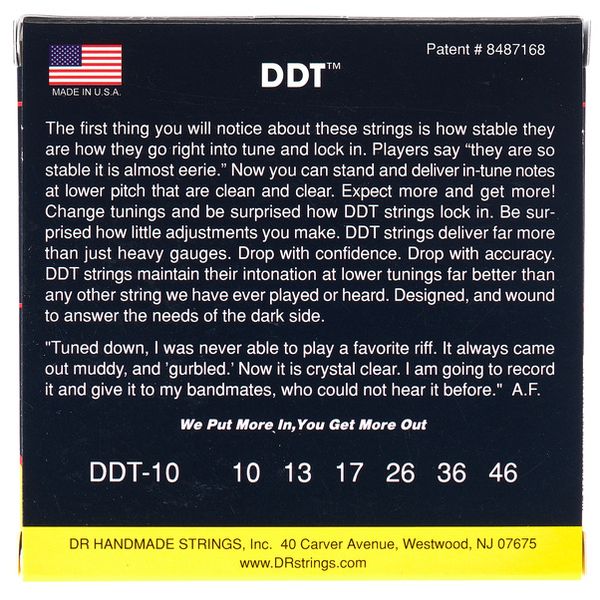 Patent # 8487168
DDT™
MADE IN U.S.A.
The first thing you will notice about these strings is how stable they
are how they go right into tune and lock in. Players say “they are so
stable it is almost eerie.” Now you can stand and deliver in-tune notes
at lower pitch that are clean and clear. Expect more and get more!
Change tunings and be surprised how DDT strings lock in. Be sur-
prised how little adjustments you make. DDT strings deliver far more
than just heavy gauges. Drop with confidence. Drop with accuracy.
DDT strings maintain their intonation at lower tunings far better than
any other string we have ever played or heard. Designed, and wound
to answer the needs of the dark side.
"Tuned down, I was never able to play a favorite riff. It always came
out muddy, and 'gurbled.' Now it is crystal clear. I am going to record
it and give it to my bandmates, who could not hear it before." A.F.
We Put More In,You Get More Out
DDT-10 10 13 17 26 36 46
DR HANDMADE STRINGS, Inc. 40 Carver Avenue, Westwood, NJ 07675
www.DRstrings.com